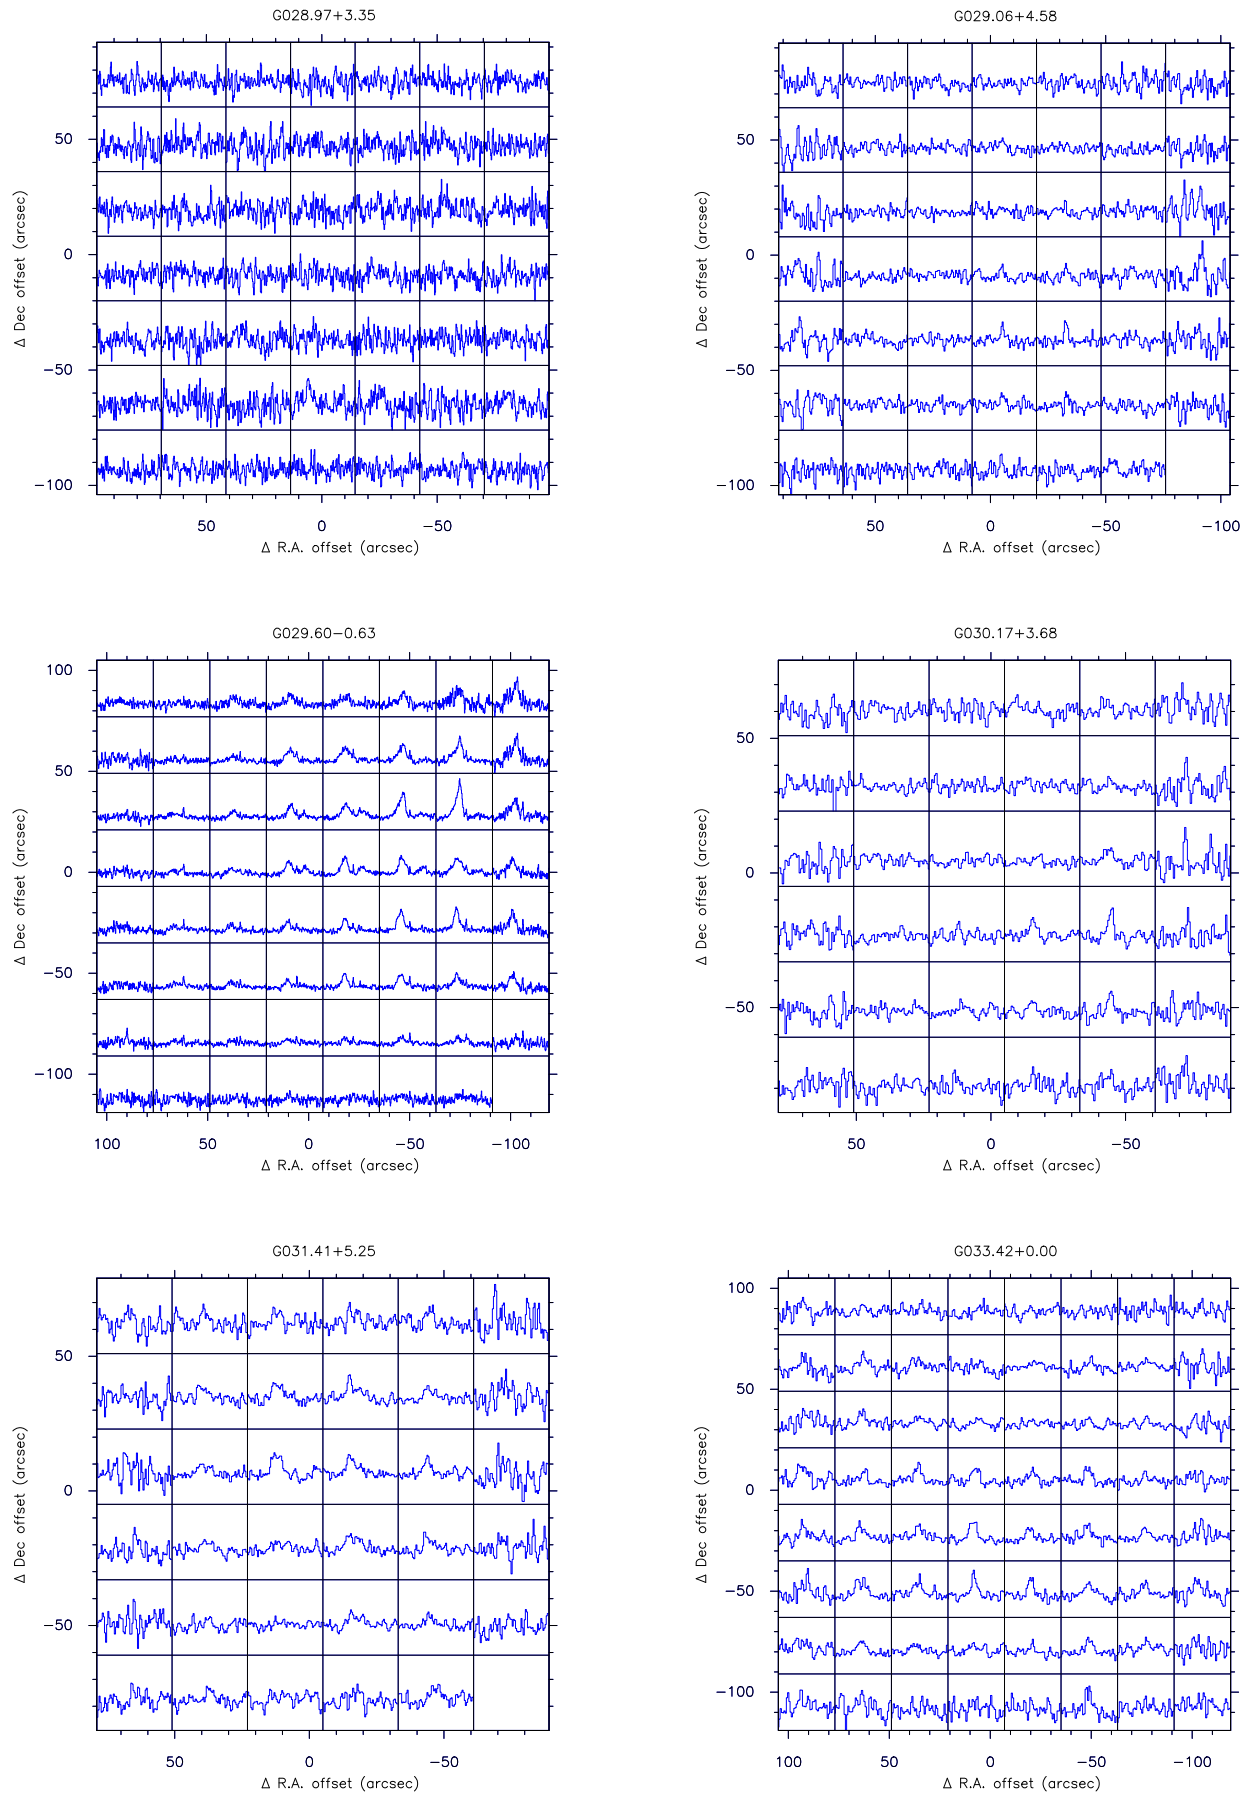 G028.97+3.35
G029.06+4.58
50
0
−50
−100
Δ Dec offset (arcsec)
50
0
−50
Δ R.A. offset (arcsec)
50
0
−50
−100
Δ Dec offset (arcsec)
50
0
−50
−100
Δ R.A. offset (arcsec)
G029.60−0.63
G030.17+3.68
100
50
0
−50
−100
Δ Dec offset (arcsec)
100
50
0
−50
−100
Δ R.A. offset (arcsec)
50
0
−50
Δ Dec offset (arcsec)
50
0
−50
Δ R.A. offset (arcsec)
G031.41+5.25
G033.42+0.00
50
0
−50
Δ Dec offset (arcsec)
50
0
−50
Δ R.A. offset (arcsec)
100
50
0
−50
−100
Δ Dec offset (arcsec)
100
50
0
−50
−100
Δ R.A. offset (arcsec)